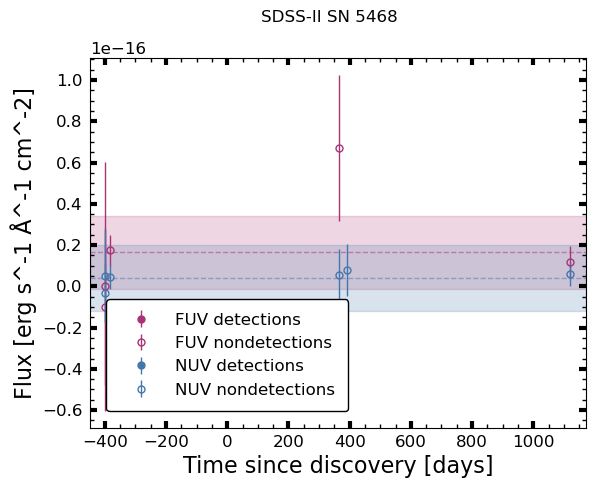 SDSS-II SN 5468
1e−16
1.0
0.8
0.6
0.4
0.2
0.0
−0.2
−0.4
−0.6
Flux [erg s^-1 Å^-1 cm^-2]
FUV detections
FUV nondetections
NUV detections
NUV nondetections
−400 −200 0 200 400 600 800 1000
Time since discovery [days]